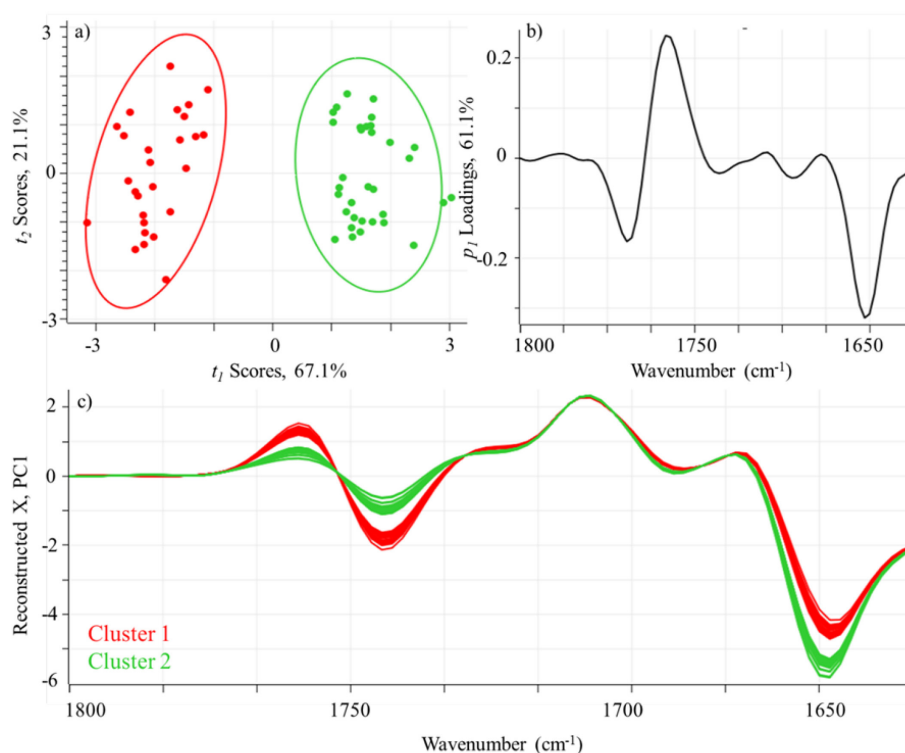 a)
3
0
-3
t2 Scores, 21.1%
-3 0 3
t1 Scores, 67.1%
b)
0.2
0
-0.2
p1 Loadings, 61.1%
1800 1750 1650
Wavenumber (cm-1)
c)
2
0
-2
-4
-6
Reconstructed X, PC1
Cluster 1
Cluster 2
1800 1750 1700 1650
Wavenumber (cm-1)